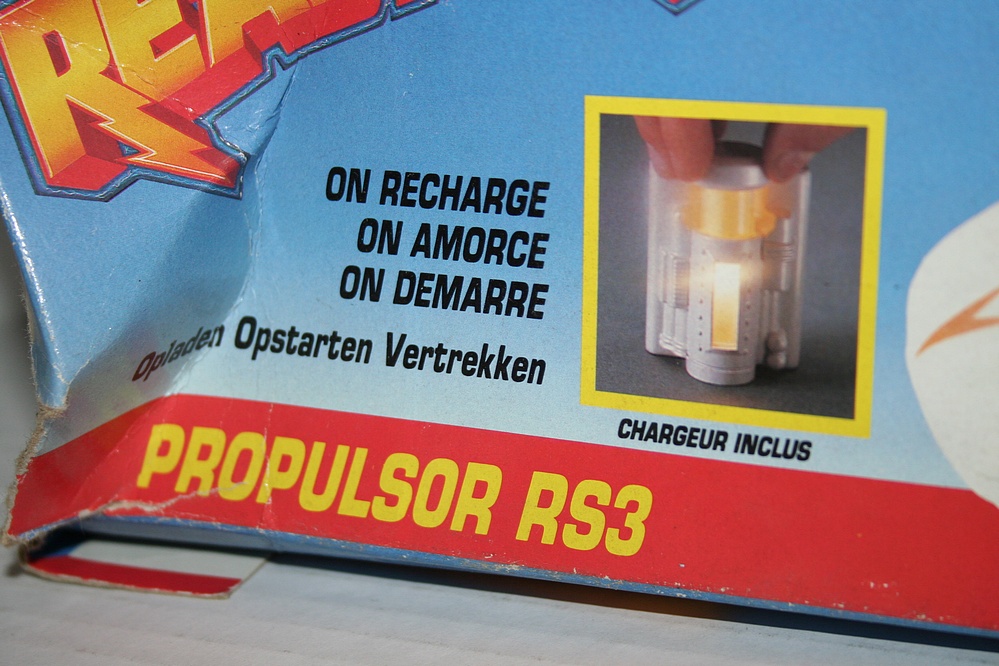 ON RECHARGE
ON AMORCE
ON DEMARRE
Opladen Opstarten Vertrekken
CHARGEUR INCLUS
PROPULSOR RS3